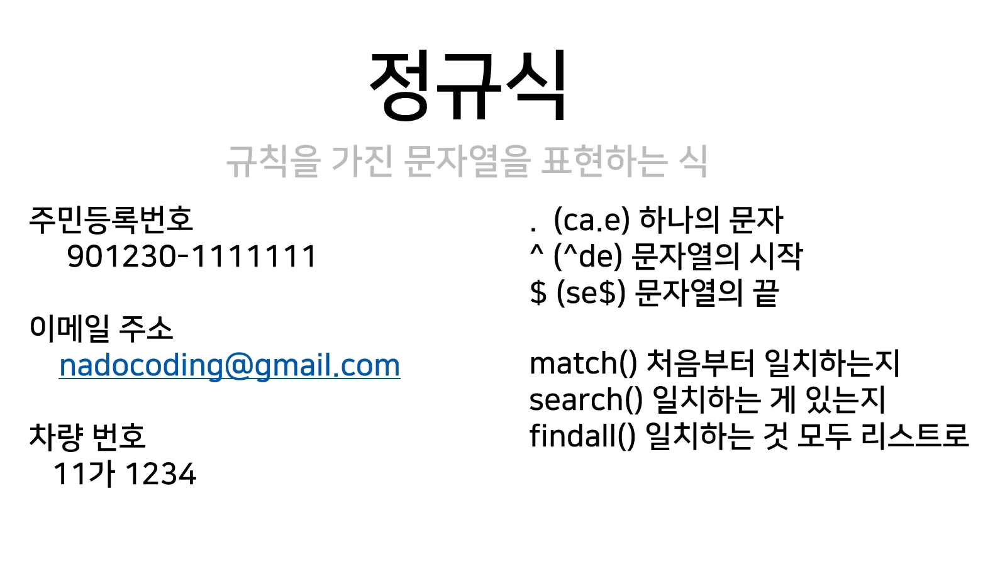 정규식
규칙을 가진 문자열을 표현하는 식
주민등록번호
901230-1111111
이메일 주소
nadocoding@gmail.com
차량 번호
11가 1234
. (ca.e) 하나의 문자
^ (^de) 문자열의 시작
$ (se$) 문자열의 끝
match() 처음부터 일치하는지
search() 일치하는 게 있는지
findall() 일치하는 것 모두 리스트로